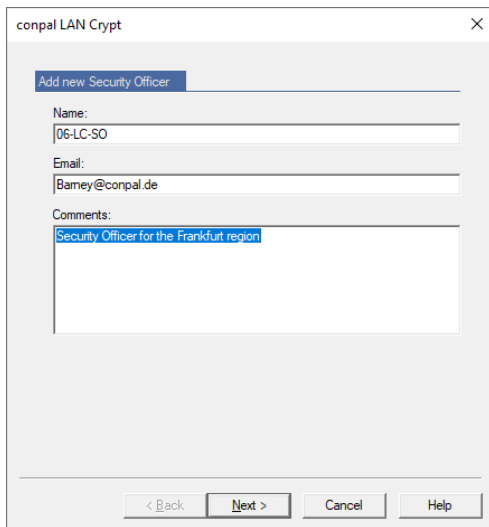 conpal LAN Crypt
Add new Security Officer
Name:
06-LC-SO
Email:
Barney@conpal.de
Comments:
Security Officer for the Frankfurt region
< Back
Next >
Cancel
Help